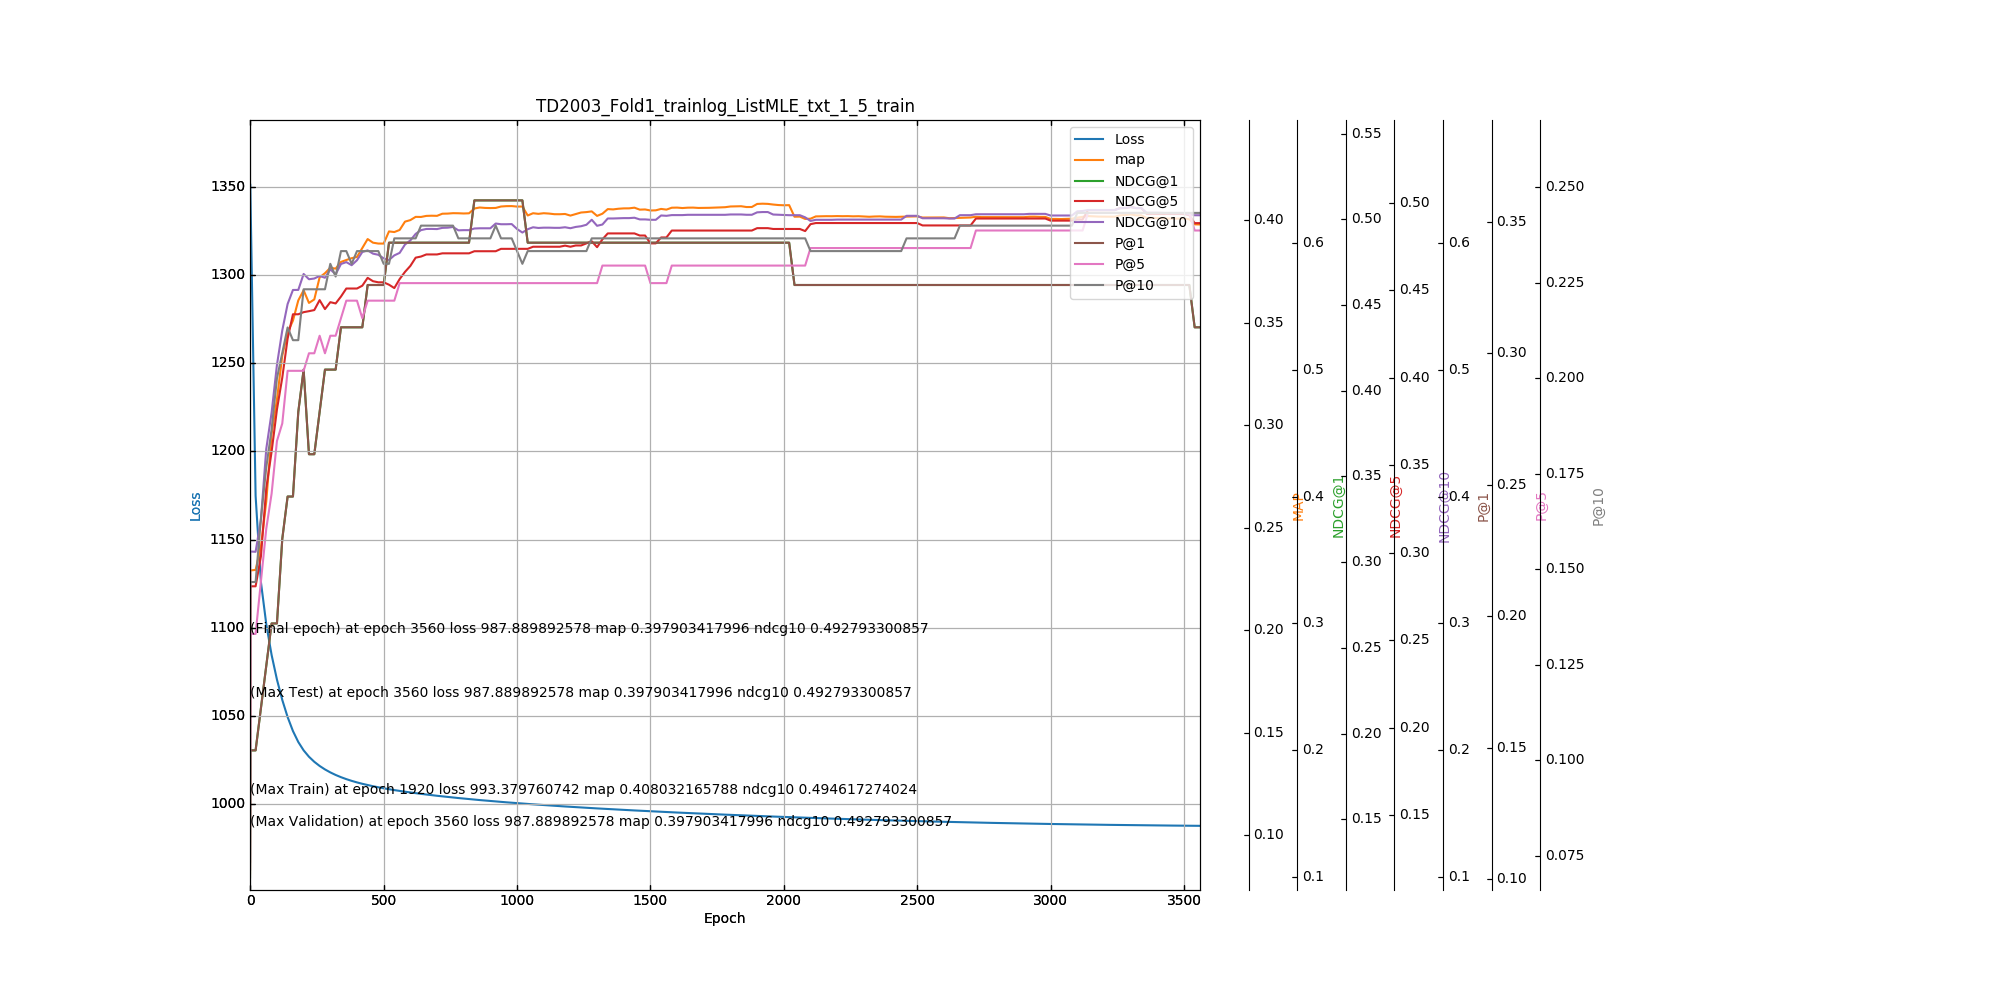 TD2003_Fold1_trainlog_ListMLE_txt_1_5_train
Loss
map
NDCG@1
NDCG@5
NDCG@10
P@1
P@5
P@10
1350
1300
1250
1200
1150
1100
1050
1000
Loss
(Final epoch) at epoch 3560 loss 987.889892578 map 0.397903417996 ndcg10 0.492793300857
(Max Test) at epoch 3560 loss 987.889892578 map 0.397903417996 ndcg10 0.492793300857
(Max Train) at epoch 1920 loss 993.379760742 map 0.408032165788 ndcg10 0.494617274024
(Max Validation) at epoch 3560 loss 987.889892578 map 0.397903417996 ndcg10 0.492793300857
0 500 1000 1500 2000 2500 3000 3500
Epoch
0.40
0.35
0.30
0.25
0.20
0.15
0.10
MAP
0.6
0.5
0.4
0.3
0.2
0.1
NDCG@1
0.55
0.50
0.45
0.40
0.35
0.30
0.25
0.20
0.15
NDCG@5
0.50
0.45
0.40
0.35
0.30
0.25
0.20
0.15
NDCG@10
0.6
0.5
0.4
0.3
0.2
0.1
P@1
0.35
0.30
0.25
0.20
0.15
0.10
P@5
0.250
0.225
0.200
0.175
0.150
0.125
0.100
0.075
P@10